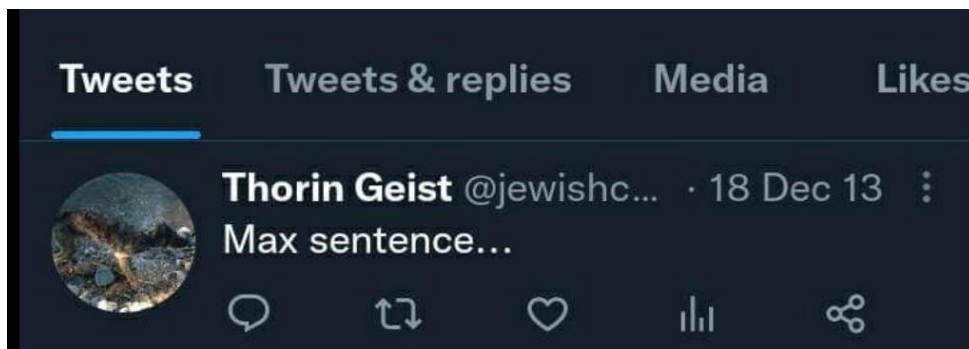 Tweets Tweets & replies Media Likes
Thorin Geist @jewishc... · 18 Dec 13
Max sentence...